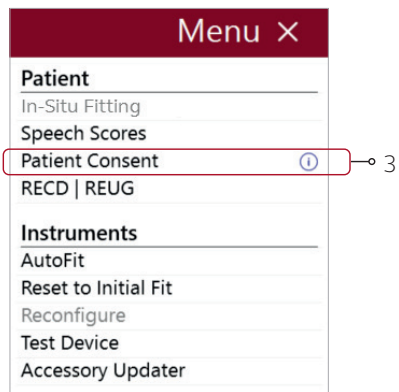 Menu ×
Patient
In-Situ Fitting
Speech Scores
Patient Consent
3
RECD | REUG
Instruments
AutoFit
Reset to Initial Fit
Reconfigure
Test Device
Accessory Updater